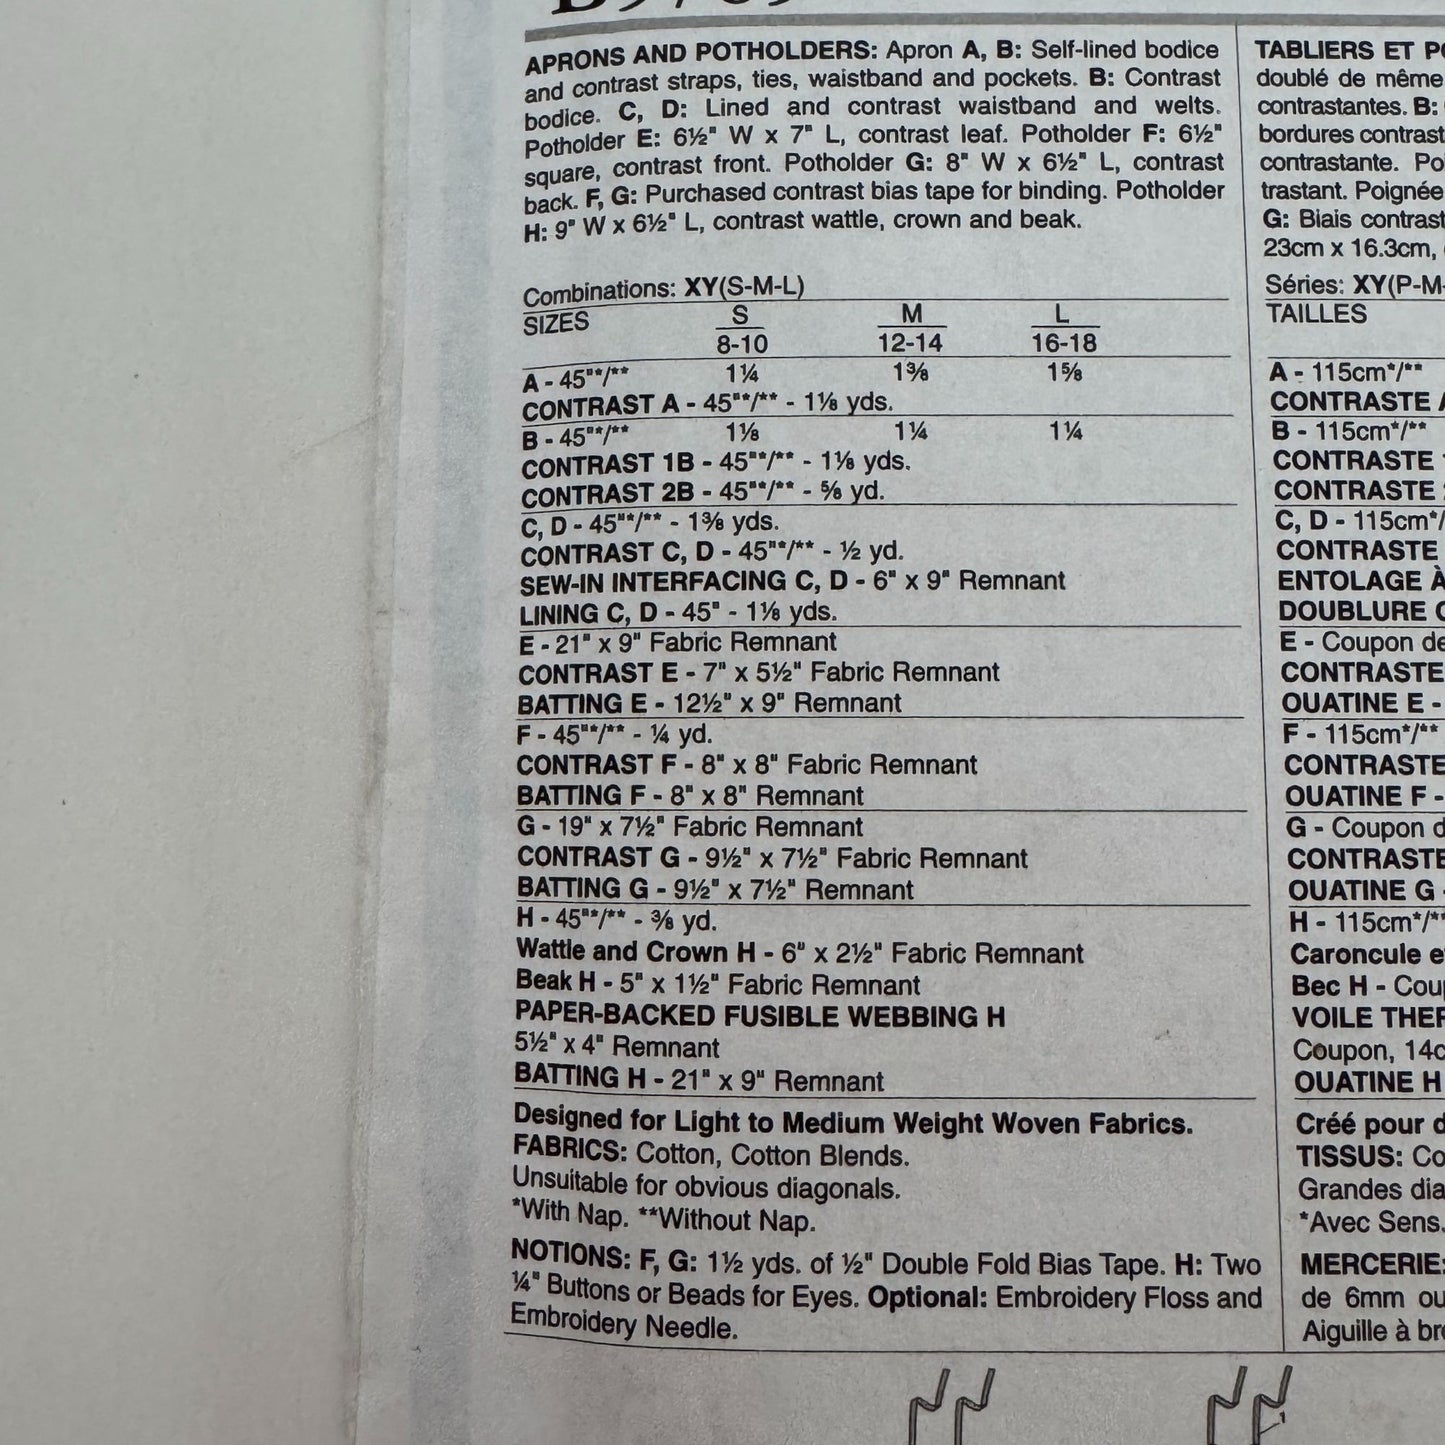 APRONS AND POTHOLDERS: Apron A, B: Self-lined bodice
and contrast straps, ties, waistband and pockets. B: Contrast
bodice. C, D: Lined and contrast waistband and welts.
Potholder E: 6½" W x 7" L, contrast leaf. Potholder F: 6½"
square, contrast front. Potholder G: 8" W x 6½" L, contrast
back. F, G: Purchased contrast bias tape for binding. Potholder
H: 9" W x 6½" L, contrast wattle, crown and beak.
Combinations: XY(S-M-L)
SIZES S M L
8-10 12-14 16-18
A - 45"*/** 1¼ 1⅜ 1⅝
CONTRAST A - 45"*/** - 1⅛ yds.
B - 45"*/** 1⅛ 1¼ 1¼
CONTRAST 1B - 45"*/** - 1⅛ yds.
CONTRAST 2B - 45"*/** - ⅝ yd.
C, D - 45"*/** - 1⅜ yds.
CONTRAST C, D - 45"*/** - ½ yd.
SEW-IN INTERFACING C, D - 6" x 9" Remnant
LINING C, D - 45" - 1⅛ yds.
E - 21" x 9" Fabric Remnant
CONTRAST E - 7" x 5½" Fabric Remnant
BATTING E - 12½" x 9" Remnant
F - 45"*/** - ¼ yd.
CONTRAST F - 8" x 8" Fabric Remnant
BATTING F - 8" x 8" Remnant
G - 19" x 7½" Fabric Remnant
CONTRAST G - 9½" x 7½" Fabric Remnant
BATTING G - 9½" x 7½" Remnant
H - 45"*/** - ⅜ yd.
Wattle and Crown H - 6" x 2½" Fabric Remnant
Beak H - 5" x 1½" Fabric Remnant
PAPER-BACKED FUSIBLE WEBBING H
5½" x 4" Remnant
BATTING H - 21" x 9" Remnant
Designed for Light to Medium Weight Woven Fabrics.
FABRICS: Cotton, Cotton Blends.
Unsuitable for obvious diagonals.
*With Nap. **Without Nap.
NOTIONS: F, G: 1½ yds. of ½" Double Fold Bias Tape. H: Two
¼" Buttons or Beads for Eyes. Optional: Embroidery Floss and
Embroidery Needle.
TABLIERS ET
doublé de même
contrastantes. B:
bordures
contrastante.
trastant. Poignée
G: Biais
23cm x 16.3cm,
Séries: XY(P-M-
TAILLES
A - 115cm*/**
CONTRASTE
B - 115cm*/**
CONTRASTE
CONTRASTE
C, D - 115cm*/
CONTRASTE
ENTOLAGE À
DOUBLURE
E - Coupon de
CONTRASTE
OUATINE E -
F - 115cm*/**
CONTRASTE
OUATINE F -
G - Coupon
CONTRASTE
OUATINE G
H - 115cm*/**
Caroncule
Bec H -
VOILE
Coupon,
OUATINE H
Créé pour
TISSUS:
Grandes
*Avec Sens.
MERCERIE:
de 6mm ou
Aiguille à